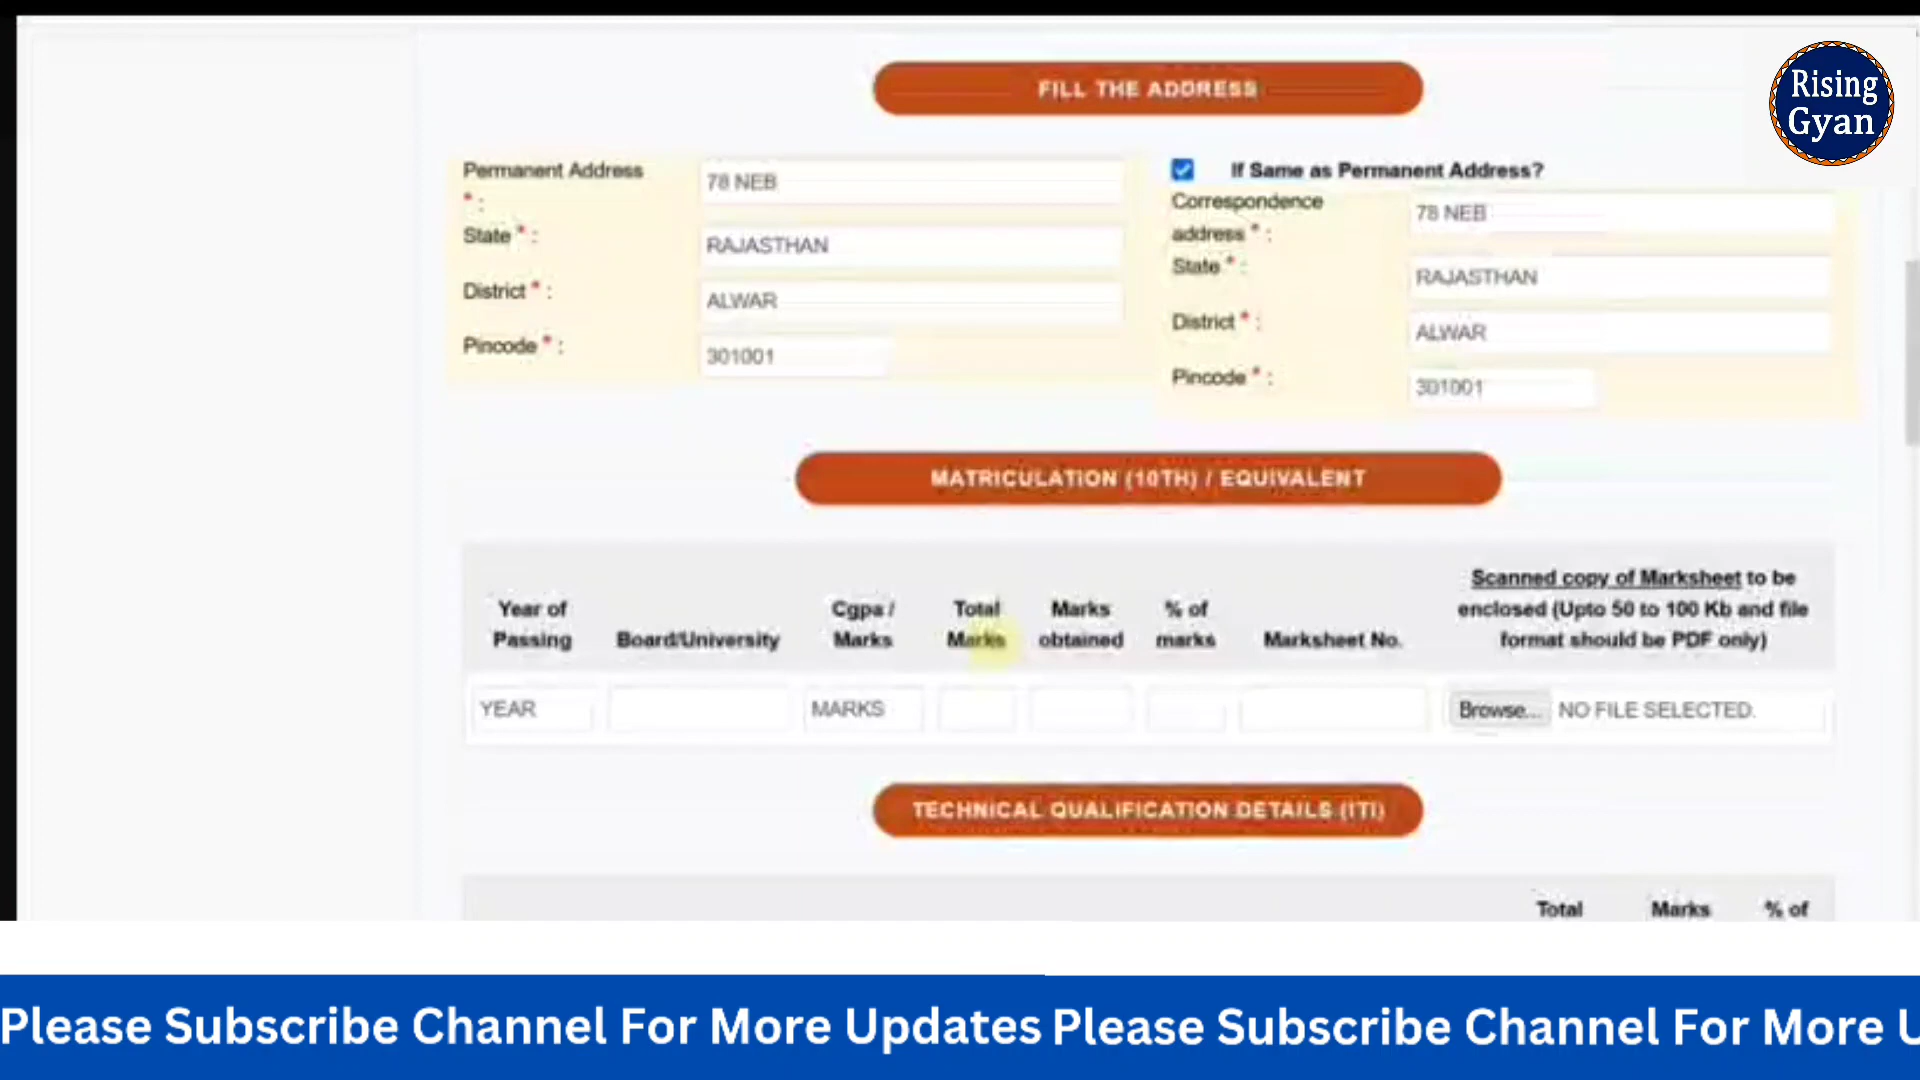 FILL THE ADDRESS
Rising
Gyan
Permanent Address
* :
78 NEB
State * :
RAJASTHAN
District * :
ALWAR
Pincode * :
301001
If Same as Permanent Address?
Correspondence
address * :
78 NEB
State * :
RAJASTHAN
District * :
ALWAR
Pincode * :
301001
MATRICULATION (10TH) / EQUIVALENT
Year of
Passing
Board/University
Cgpa /
Marks
Total
Marks
Marks
obtained
% of
marks
Marksheet No.
Scanned copy of Marksheet to be
enclosed (Upto 50 to 100 Kb and file
format should be PDF only)
YEAR
MARKS
Browse... NO FILE SELECTED.
TECHNICAL QUALIFICATION DETAILS (ITI)
Total
Marks
% of
Please Subscribe Channel For More Updates Please Subscribe Channel For More U